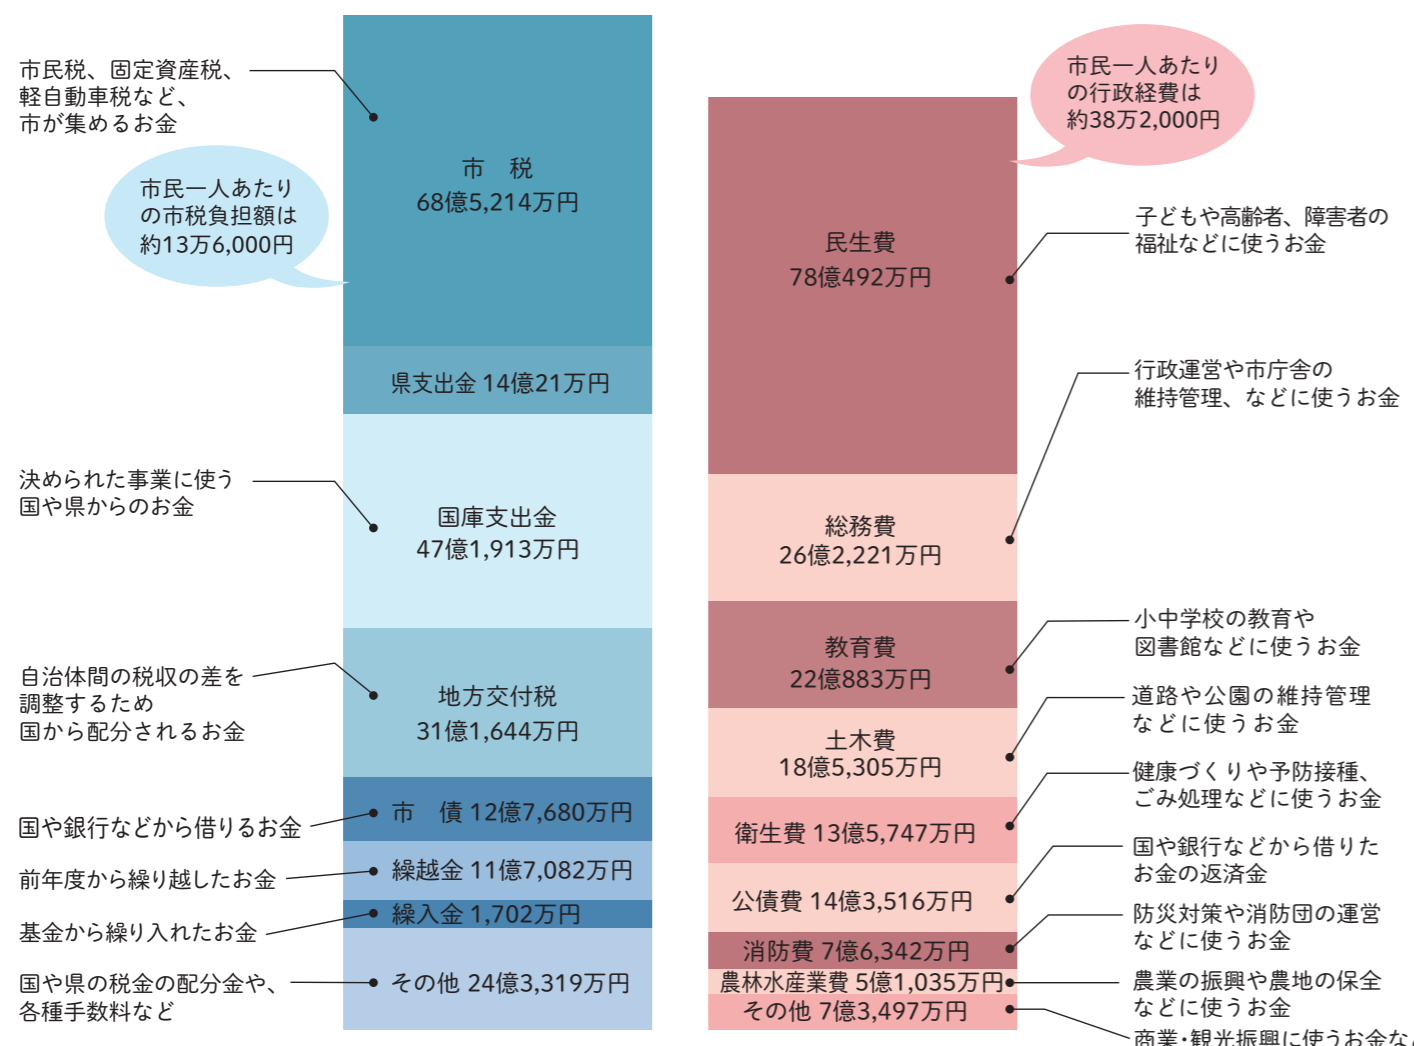 市民税、固定資産税、
軽自動車税など、
市が集めるお金
市民一人あたり
の市税負担額は
約13万6,000円
市　税
68億5,214万円
県支出金 14億21万円
決められた事業に使う
国や県からのお金
国庫支出金
47億1,913万円
自治体間の税収の差を
調整するため
国から配分されるお金
地方交付税
31億1,644万円
国や銀行などから借りるお金
市　債 12億7,680万円
前年度から繰り越したお金
繰越金 11億7,082万円
基金から繰り入れたお金
繰入金 1,702万円
国や県の税金の配分金や、
各種手数料など
その他 24億3,319万円
市民一人あたり
の行政経費は
約38万2,000円
民生費
78億492万円
子どもや高齢者、障害者の
福祉などに使うお金
総務費
26億2,221万円
行政運営や市庁舎の
維持管理、などに使うお金
教育費
22億883万円
小中学校の教育や
図書館などに使うお金
土木費
18億5,305万円
道路や公園の維持管理
などに使うお金
衛生費 13億5,747万円
健康づくりや予防接種、
ごみ処理などに使うお金
公債費 14億3,516万円
国や銀行などから借りた
お金の返済金
消防費 7億6,342万円
防災対策や消防団の運営
などに使うお金
農林水産業費 5億1,035万円
農業の振興や農地の保全
などに使うお金
その他 7億3,497万円
商業・観光振興に使うお金な